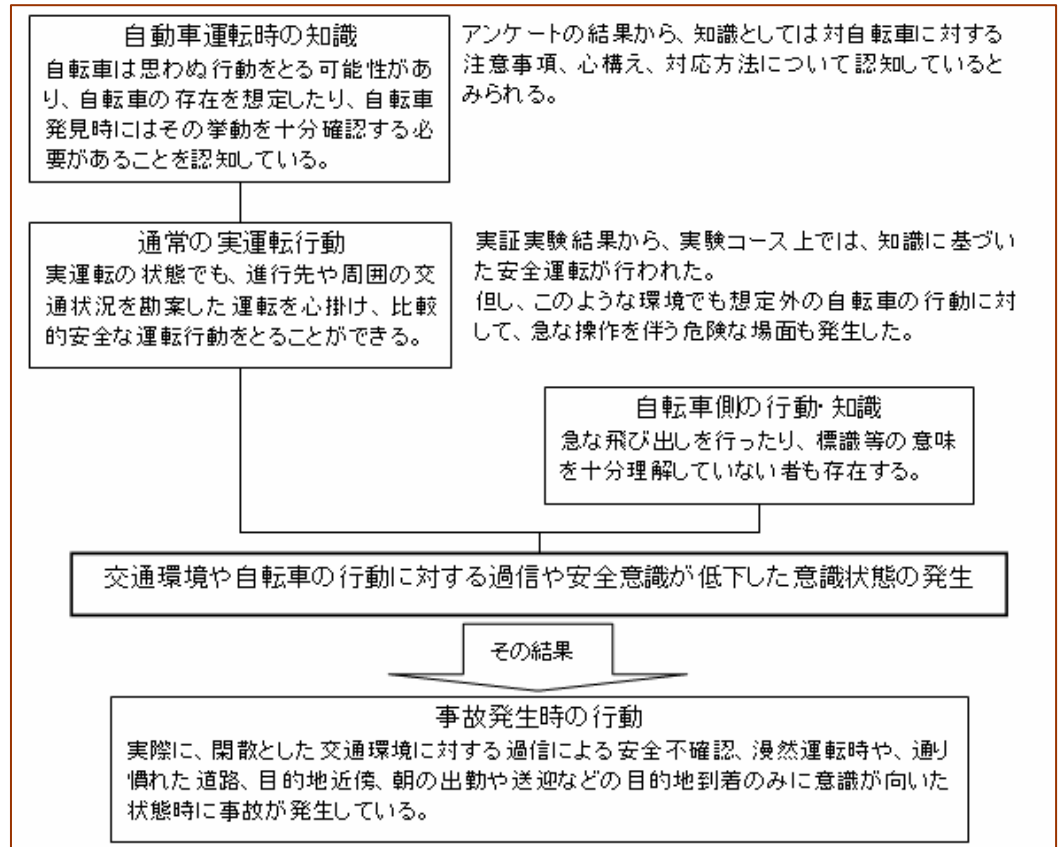 自動車運転時の知識
自転車は思わぬ行動をとる可能性があ
り、自転車の存在を想定したり、自転車
発見時にはその挙動を十分確認する必
要があることを認知している。
アンケートの結果から、知識としては対自転車に対する
注意事項、心構え、対応方法について認知していると
みられる。
通常の実運転行動
実運転の状態でも、進行先や周囲の交
通状況を勘案した運転を心掛け、比較
的安全な運転行動をとることができる。
実証実験結果から、実験コース上では、知識に基づい
た安全運転が行われた。
但し、このような環境でも想定外の自転車の行動に対
して、急な操作を伴う危険な場面も発生した。
自転車側の行動・知識
急な飛び出しを行ったり、標識等の意味
を十分理解していない者も存在する。
交通環境や自転車の行動に対する過信や安全意識が低下した意識状態の発生
その結果
事故発生時の行動
実際に、閑散とした交通環境に対する過信による安全不確認、漫然運転時や、通り
慣れた道路、目的地近傍、朝の出勤や送迎などの目的地到着のみに意識が向いた
状態時に事故が発生している。